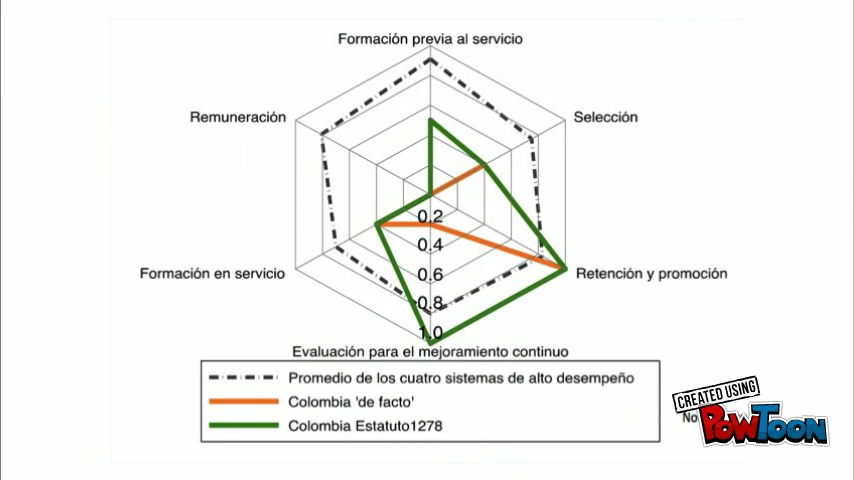 Formación previa al servicio
Remuneración
Selección
0.2
0.4
0.6
0.8
1.0
Formación en servicio
Retención y promoción
Evaluación para el mejoramiento continuo
Promedio de los cuatro sistemas de alto desempeño
Colombia 'de facto'
Colombia Estatuto1278
CREATED USING
No
POWTOON